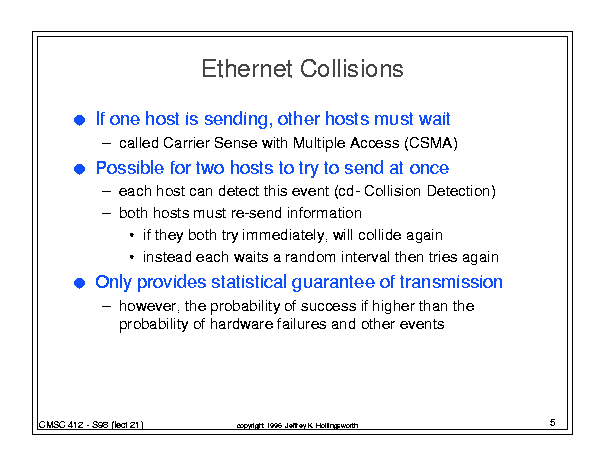 Ethernet Collisions
● If one host is sending, other hosts must wait
– called Carrier Sense with Multiple Access (CSMA)
● Possible for two hosts to try to send at once
– each host can detect this event (cd- Collision Detection)
– both hosts must re-send information
• if they both try immediately, will collide again
• instead each waits a random interval then tries again
● Only provides statistical guarantee of transmission
– however, the probability of success if higher than the
probability of hardware failures and other events
CMSC 412 - S98 (lect 21)
copyright 1996 Jeffrey K. Hollingsworth
5